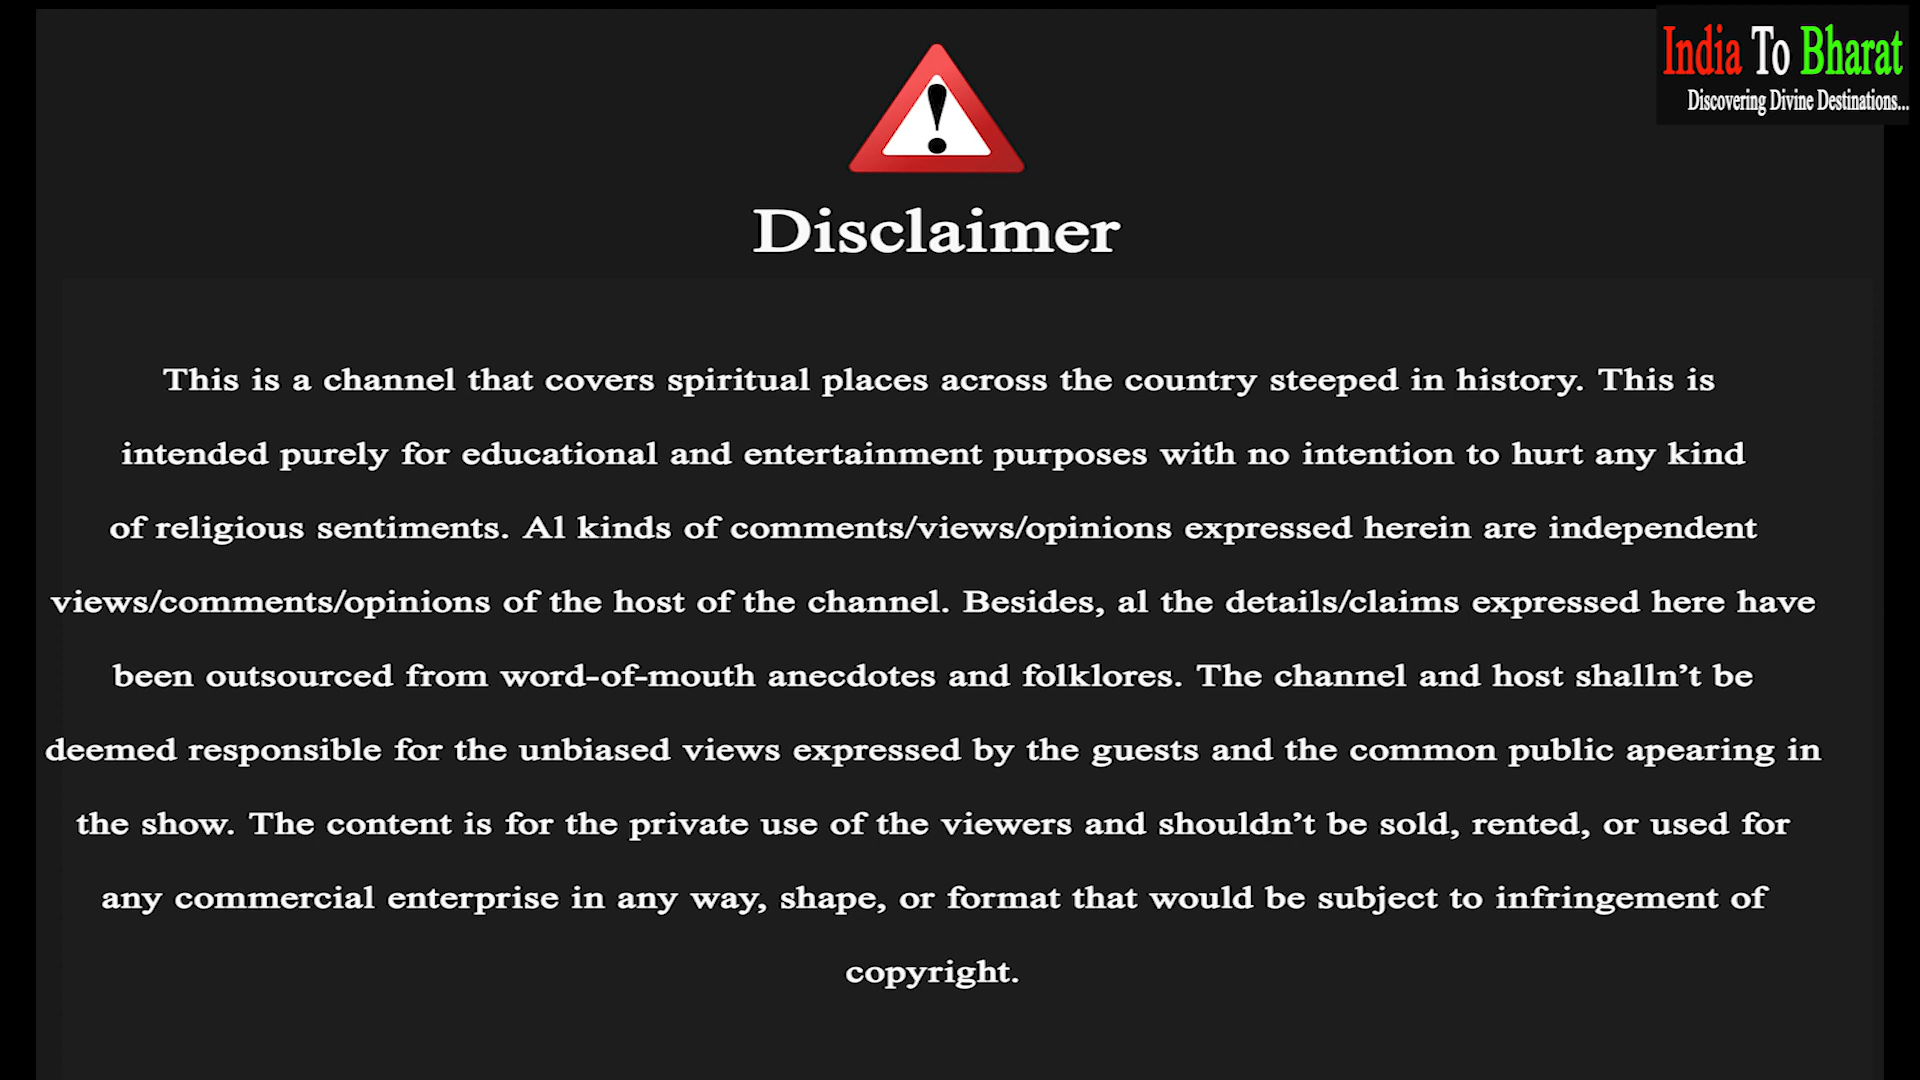 India To Bharat
Discovering Divine Destinations...
Disclaimer
This is a channel that covers spiritual places across the country steeped in history. This is
intended purely for educational and entertainment purposes with no intention to hurt any kind
of religious sentiments. Al kinds of comments/views/opinions expressed herein are independent
views/comments/opinions of the host of the channel. Besides, al the details/claims expressed here have
been outsourced from word-of-mouth anecdotes and folklores. The channel and host shalln’t be
deemed responsible for the unbiased views expressed by the guests and the common public apearing in
the show. The content is for the private use of the viewers and shouldn’t be sold, rented, or used for
any commercial enterprise in any way, shape, or format that would be subject to infringement of
copyright.